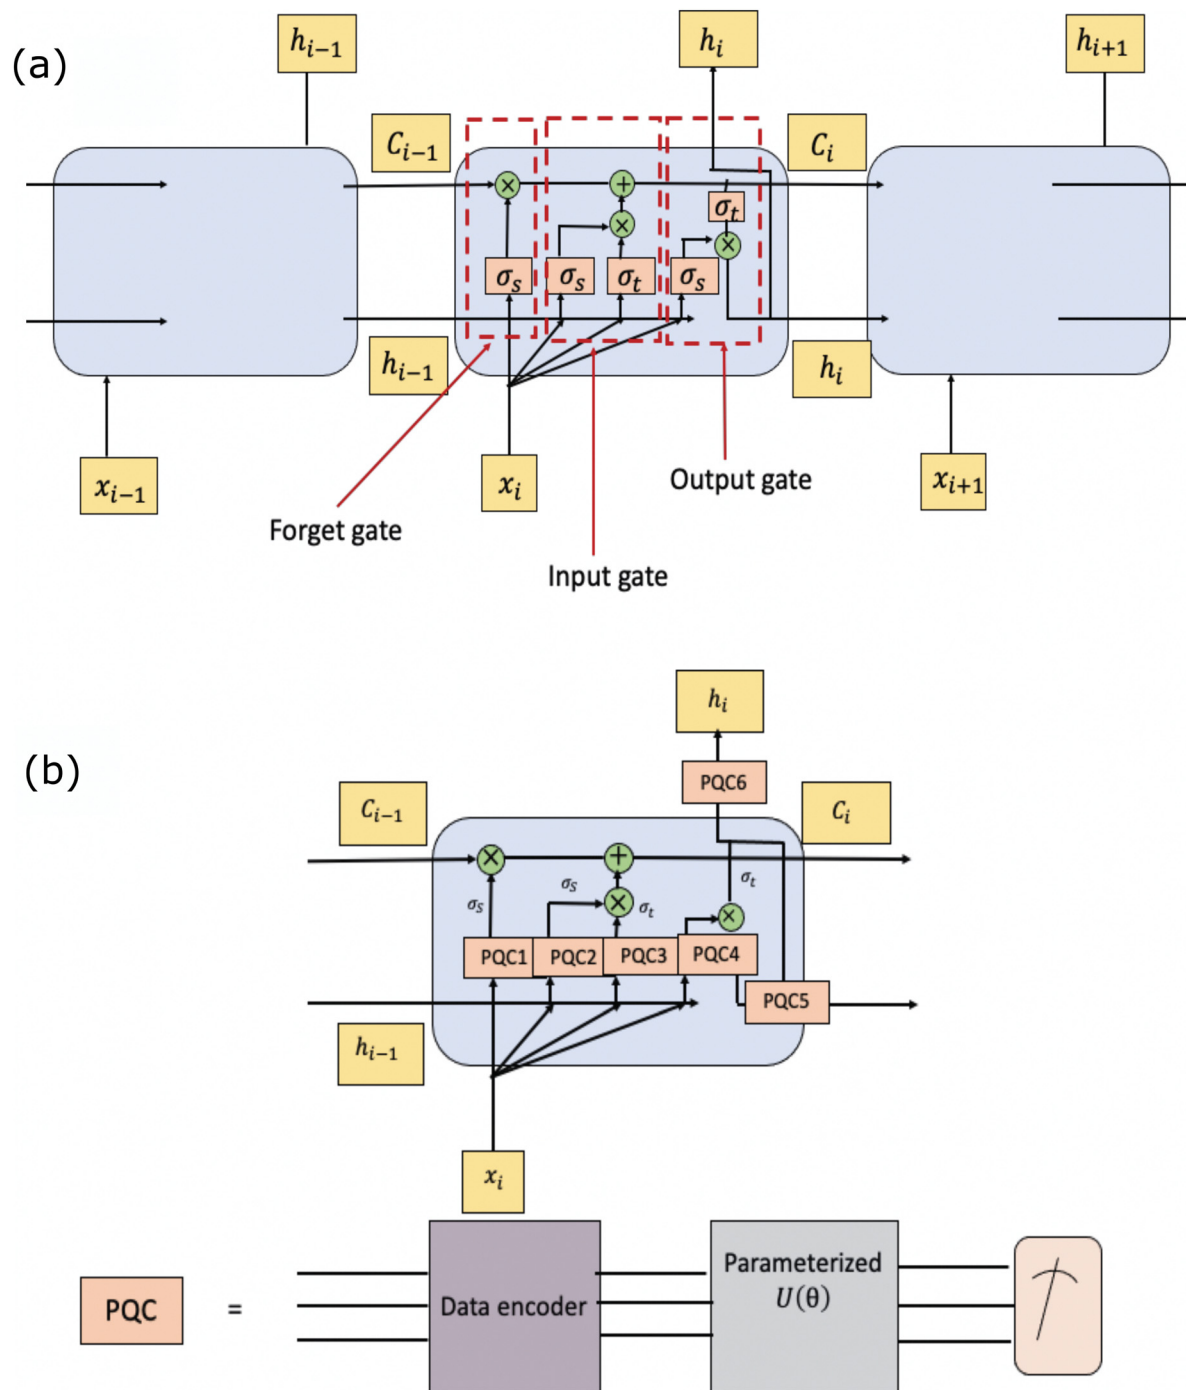 (a)
h_{i−1}
h_i
h_{i+1}
C_{i−1}
C_i
×
+
σ_t
×
×
σ_s
σ_s
σ_t
σ_s
h_{i−1}
h_i
x_{i−1}
x_i
x_{i+1}
Output gate
Forget gate
Input gate
(b)
h_i
PQC6
C_{i−1}
C_i
×
+
σ_s
σ_s
×
σ_t
σ_t
×
PQC1
PQC2
PQC3
PQC4
PQC5
h_{i−1}
x_i
PQC
=
Data encoder
Parameterized
U(θ)